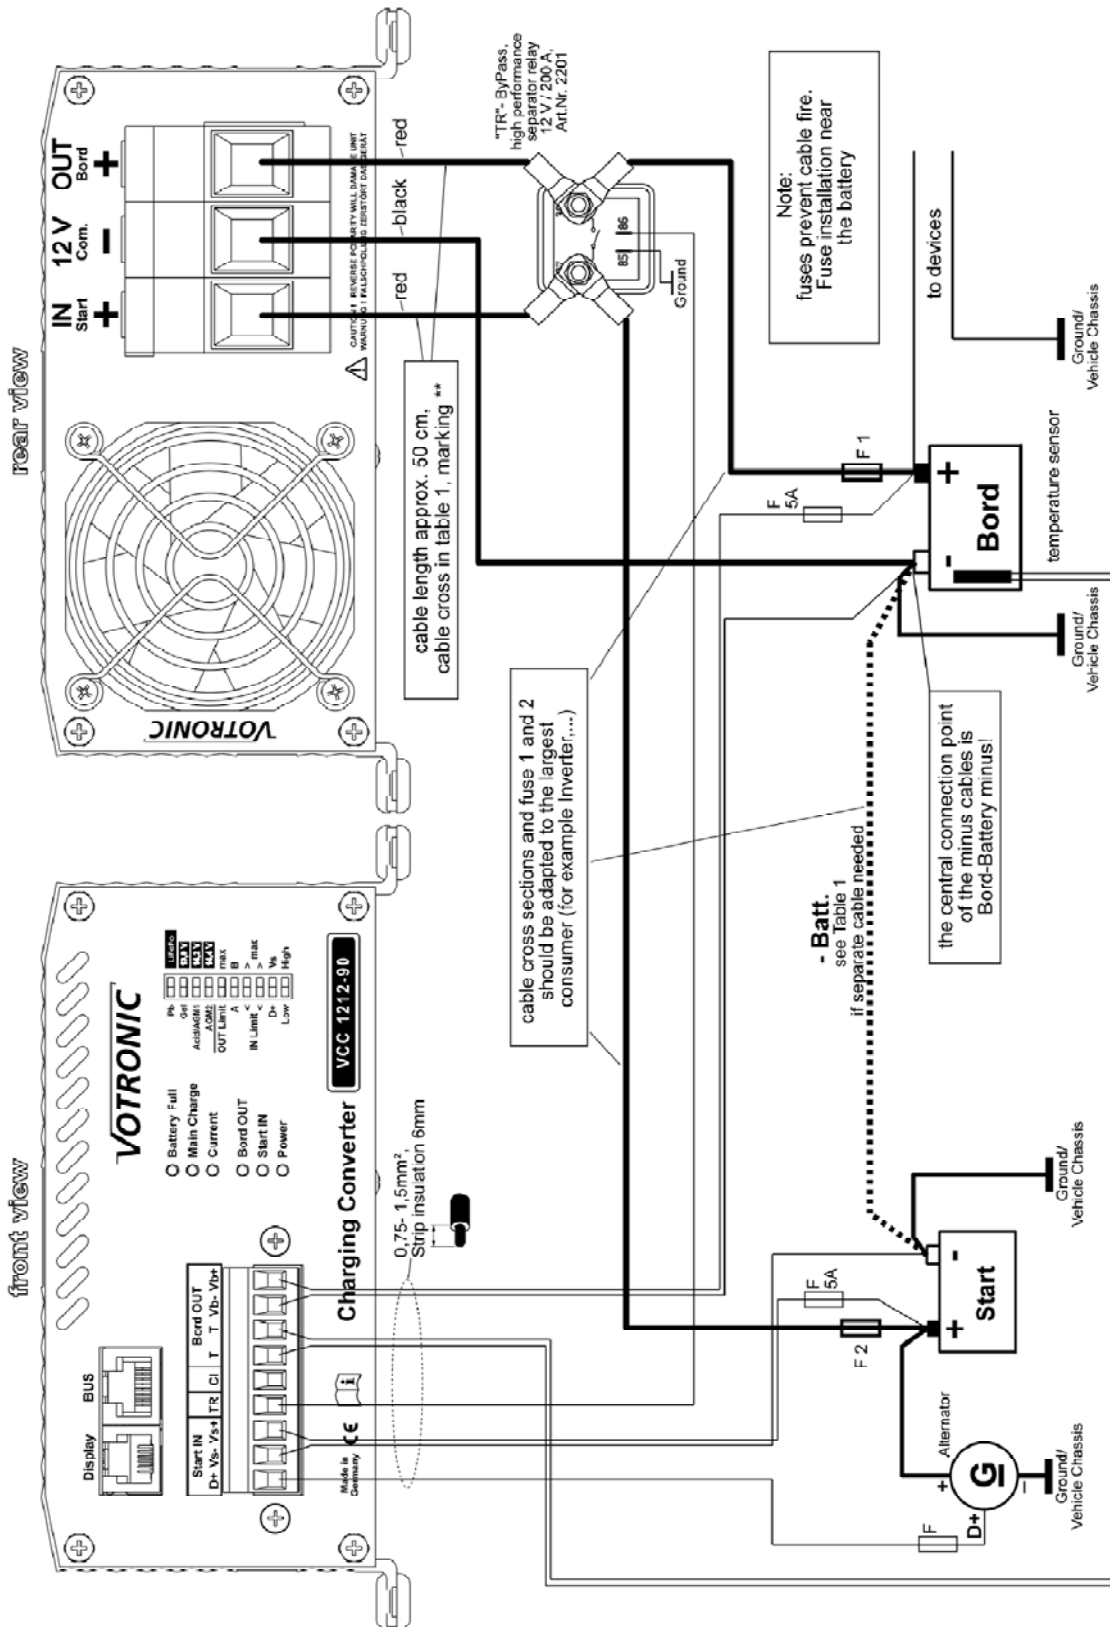 front view
rear view
Display
BUS
Start IN
Bord OUT
D+ Vs- Vs+ TR CI T T Vb- Vb+
VOTRONIC
Battery Full
Main Charge
Current
Bord OUT
Start IN
Power
Pb
Gel
Acid/AGM1
AGM2
OUT Limit
max
A
B
IN Limit
<
>
<
> max
D+
Vs
Low
High
Made in
Germany
CE
Charging Converter
VCC 1212-90
0,75- 1,5mm²,
Strip insulation 6mm
VOTRONIC
IN
Start
+
12 V
Com.
-
OUT
Bord
+
CAUTION ! REVERSE POLARITY WILL DAMAGE UNIT
WARNUNG ! FALSCHPOLUNG ZERSTÖRT DAS GERÄT
red
black
red
cable length approx. 50 cm,
cable cross in table 1, marking **
"TR"- ByPass,
high performance
separator relay
12 V / 200 A,
Art.Nr. 2201
85
86
Ground
Note:
fuses prevent cable fire.
Fuse installation near
the battery
cable cross sections and fuse 1 and 2
should be adapted to the largest
consumer (for example Inverter,...)
- Batt.
see Table 1
if separate cable needed
the central connection point
of the minus cables is
Bord-Battery minus!
F 1
F
5A
to devices
- +
Bord
temperature sensor
Ground/
Vehicle Chassis
Ground/
Vehicle Chassis
F
5A
F 2
+ -
Start
Ground/
Vehicle Chassis
Alternator
+
G
-
D+
F
Ground/
Vehicle Chassis